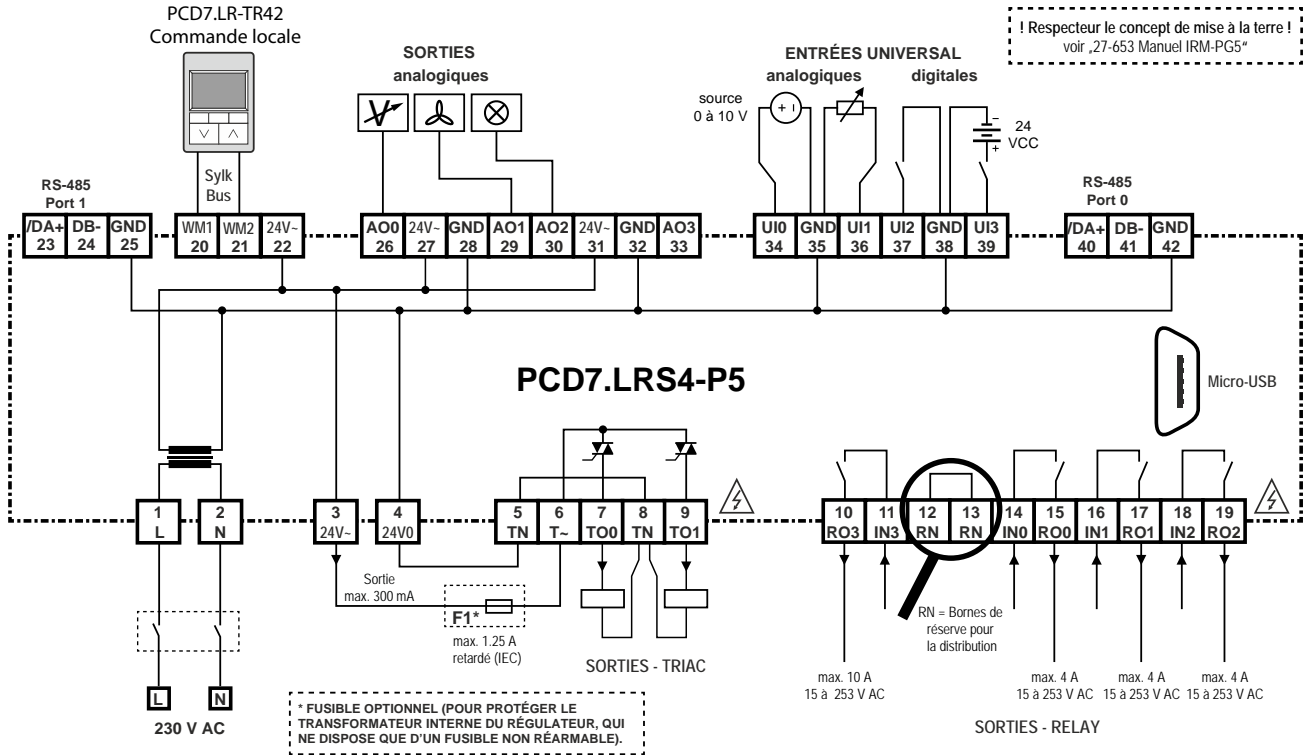 PCD7.LR-TR42
Commande locale
! Respecteur le concept de mise à la terre !
voir „27-653 Manuel IRM-PG5“
SORTIES
analogiques
ENTRÉES UNIVERSAL
analogiques digitales
source
0 à 10 V
24
VCC
Sylk
Bus
RS-485
Port 1
RS-485
Port 0
/DA+ DB- GND
23 24 25
WM1 WM2 24V~
20 21 22
AO0 24V~ GND AO1 AO2 24V~ GND AO3
26 27 28 29 30 31 32 33
UI0 GND UI1 UI2 GND UI3
34 35 36 37 38 39
/DA+ DB- GND
40 41 42
PCD7.LRS4-P5
Micro-USB
1 2 3 4 5 6 7 8 9
L N 24V~ 24V0 TN T~ TO0 TN TO1
10 11 12 13 14 15 16 17 18 19
RO3 IN3 RN RN IN0 RO0 IN1 RO1 IN2 RO2
Sortie
max. 300 mA
F1*
max. 1.25 A
retardé (IEC)
SORTIES - TRIAC
RN = Bornes de
réserve pour
la distribution
max. 10 A
15 à 253 V AC
max. 4 A
15 à 253 V AC
max. 4 A
15 à 253 V AC
max. 4 A
15 à 253 V AC
SORTIES - RELAY
L N
230 V AC
* FUSIBLE OPTIONNEL (POUR PROTÉGER LE
TRANSFORMATEUR INTERNE DU RÉGULATEUR, QUI
NE DISPOSE QUE D'UN FUSIBLE NON RÉARMABLE).